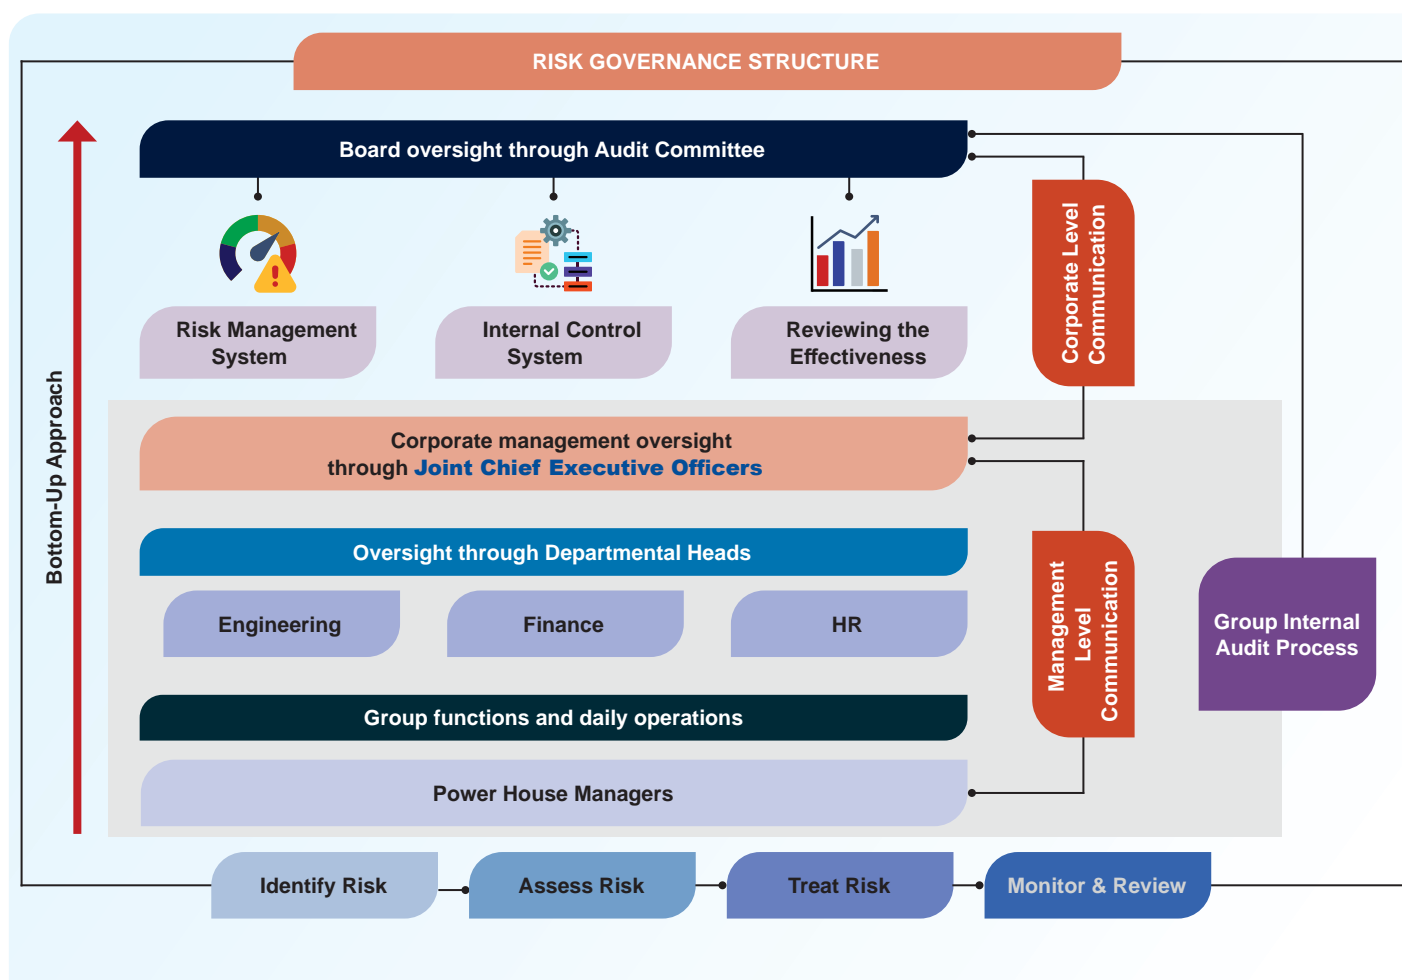 RISK GOVERNANCE STRUCTURE
Board oversight through Audit Committee
Risk Management
System
Internal Control
System
Reviewing the
Effectiveness
Corporate Level
Communication
Bottom-Up Approach
Corporate management oversight
through Joint Chief Executive Officers
Oversight through Departmental Heads
Engineering
Finance
HR
Management
Level
Communication
Group Internal
Audit Process
Group functions and daily operations
Power House Managers
Identify Risk
Assess Risk
Treat Risk
Monitor & Review